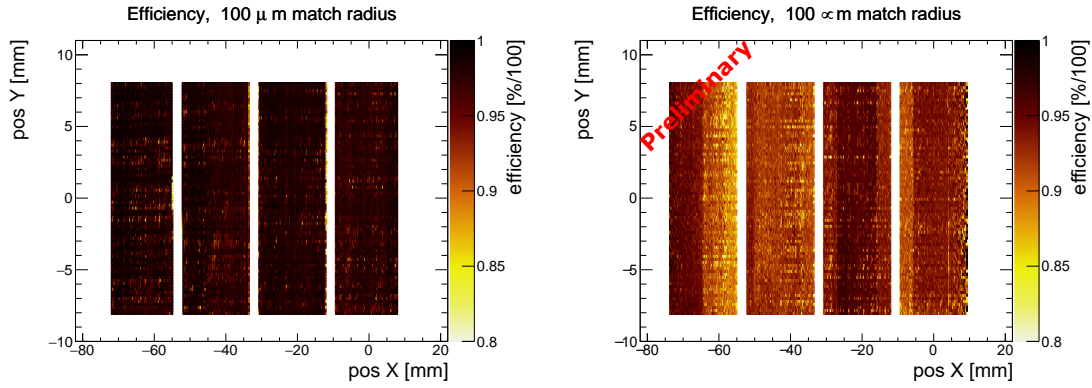 Efficiency,  100 μ m match radius
pos Y [mm]
10
5
0
−5
−10
−80 −60 −40 −20 0 20
pos X [mm]
1
0.95
0.9
0.85
0.8
efficiency [%/100]
Efficiency,  100 ∝m match radius
Preliminary
pos Y [mm]
10
5
0
−5
−10
−80 −60 −40 −20 0 20
pos X [mm]
1
0.95
0.9
0.85
0.8
efficiency [%/100]